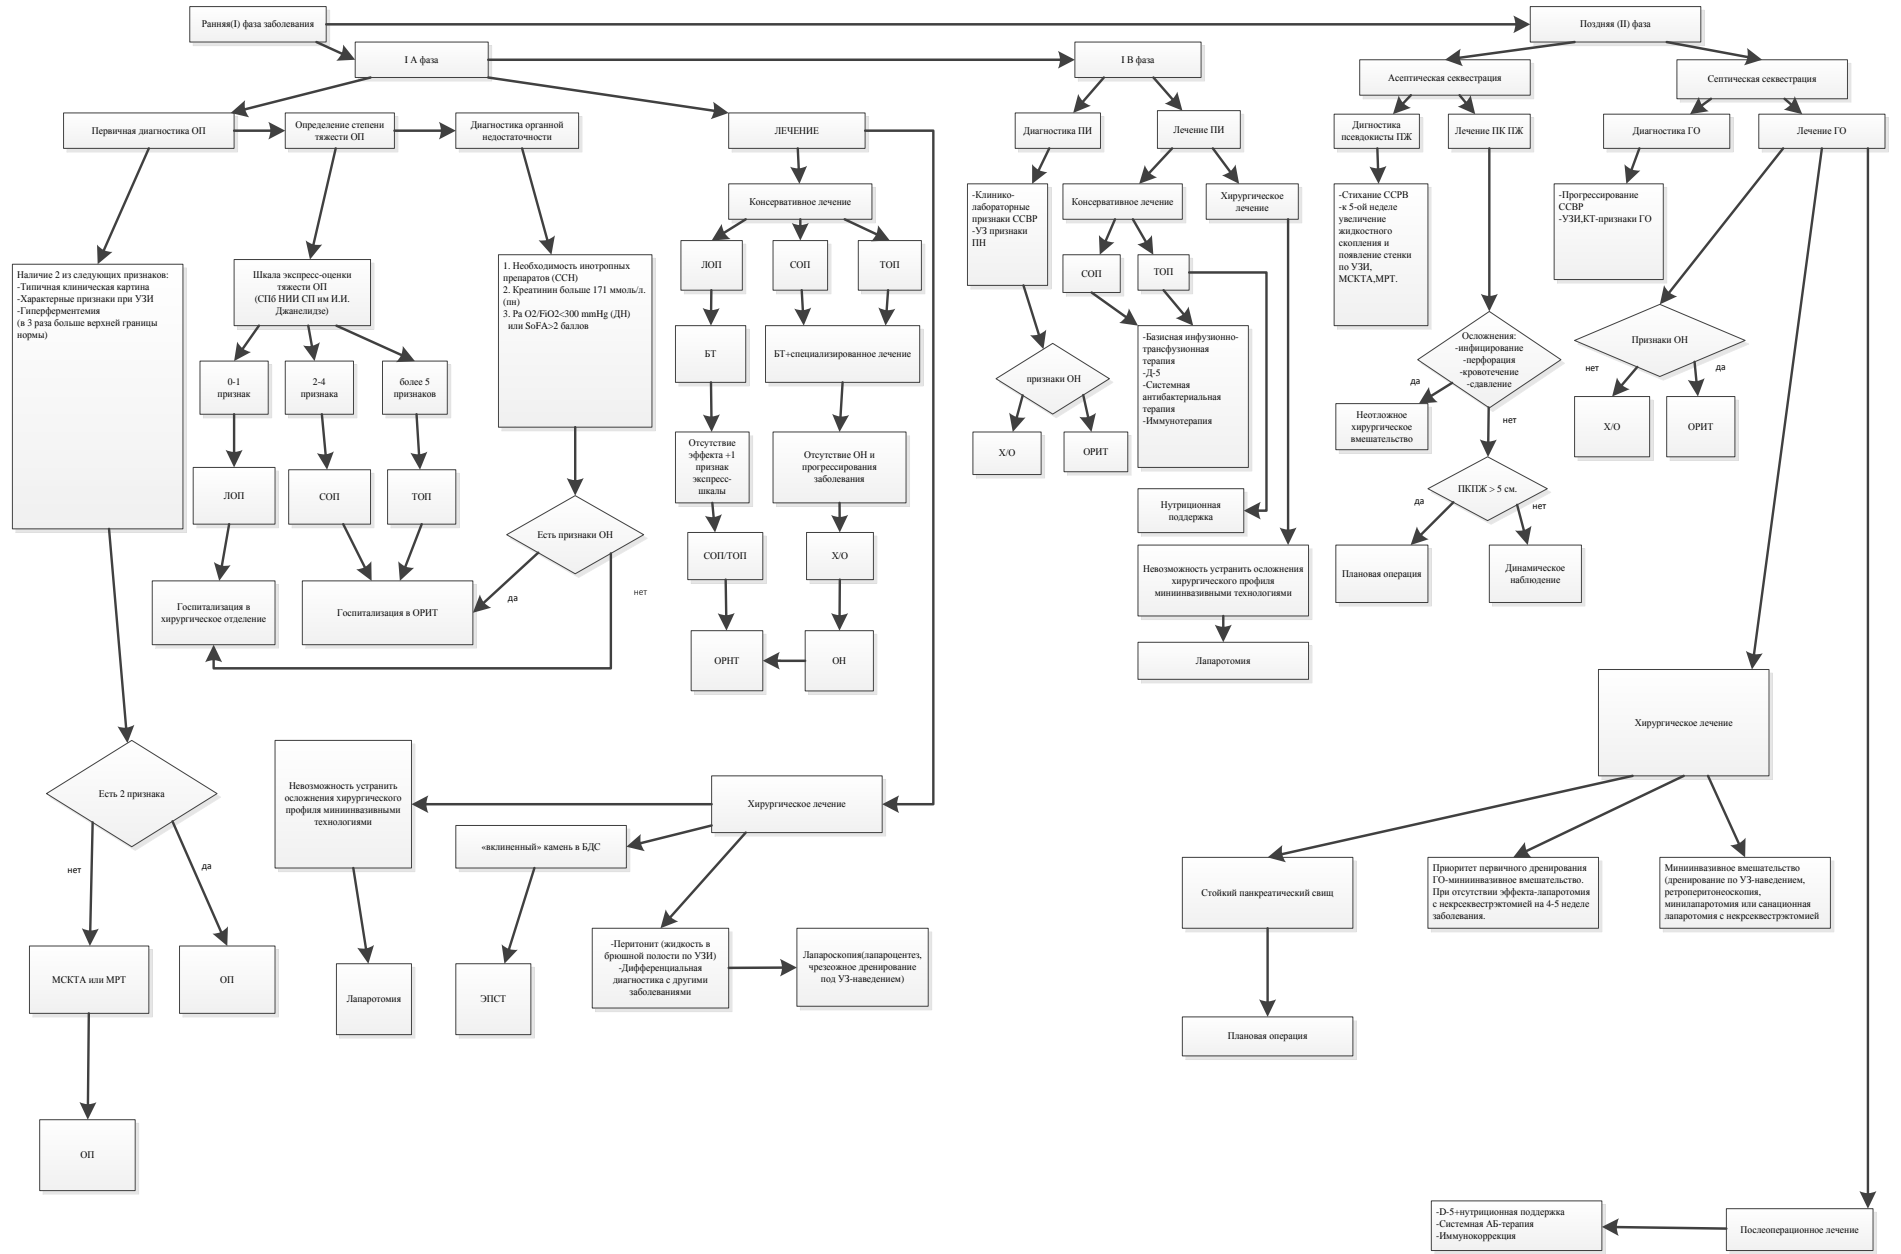 Ранняя(I) фаза заболевания
Поздняя (II) фаза
I А фаза
I В фаза
Асептическая секвестрация
Септическая секвестрация
Первичная диагностика ОП
Определение степени
тяжести ОП
Диагностика органной
недостаточности
ЛЕЧЕНИЕ
Диагностика ПИ
Лечение ПИ
Дигностика
псевдокисты ПЖ
Лечение ПК ПЖ
Диагностика ГО
Лечение ГО
Консервативное лечение
-Клинико-
лабораторные
признаки ССВР
-УЗ признаки
ПН
Консервативное лечение
Хирургическое
лечение
-Стихание ССРВ
-к 5-ой неделе
увеличение
жидкостного
скопления и
появление стенки
по УЗИ,
МСКТА,МРТ.
-Прогрессирование
ССВР
-УЗИ,КТ-признаки ГО
Наличие 2 из следующих признаков:
-Типичная клиническая картина
-Характерные признаки при УЗИ
-Гиперферментемия
(в 3 раза больше верхней границы
нормы)
Шкала экспресс-оценки
тяжести ОП
(СПб НИИ СП им И.И.
Джанелидзе)
1. Необходимость инотропных
препаратов (ССН)
2. Креатинин больше 171 ммоль/л.
(пн)
3. Pa O2/FiO2<300 mmHg (ДН)
или SoFA>2 баллов
ЛОП
СОП
ТОП
СОП
ТОП
БТ
БТ+специализированное лечение
-Базисная инфузионно-
трансфузионная
терапия
-Д-5
-Системная
антибактериальная
терапия
-Иммунотерапия
Осложнения:
-инфицирование
-перфорация
-кровотечение
-сдавление
Признаки ОН
нет
да
0-1
признак
2-4
признака
более 5
признаков
признаки ОН
да
нет
Неотложное
хирургическое
вмешательство
Х/О
ОРИТ
Отсутствие
эффекта +1
признак
экспресс-
шкалы
Отсутствие ОН и
прогрессирования
заболевания
Х/О
ОРИТ
ЛОП
СОП
ТОП
ПКПЖ > 5 см.
да
нет
Нутриционная
поддержка
Есть признаки ОН
да
нет
СОП/ТОП
Х/О
Невозможность устранить осложнения
хирургического профиля
миниинвазивными технологиями
Плановая операция
Динамическое
наблюдение
Госпитализация в
хирургическое отделение
Госпитализация в ОРИТ
ОРНТ
ОН
Лапаротомия
Хирургическое лечение
Есть 2 признака
нет
да
Невозможность устранить
осложнения хирургического
профиля миниинвазивными
технологиями
Хирургическое лечение
«вклиненный» камень в БДС
Стойкий панкреатический свищ
Приоритет первичного дренирования
ГО-миниинвазивное вмешательство.
При отсутствии эффекта-лапаротомия
с некрсеквестрэктомией на 4-5 неделе
заболевания.
Миниинвазивное вмешательство
(дренирование по УЗ-наведением,
ретроперитонеоскопия,
минилапаротомия или санационная
лапаротомия с некрсеквестрэктомией
МСКТА или МРТ
ОП
Лапаротомия
ЭПСТ
-Перитонит (жидкость в
брюшной полости по УЗИ)
-Дифференциальная
диагностика с другими
заболеваниями
Лапароскопия(лапароцентез,
чрезеожное дренирование
под УЗ-наведением)
Плановая операция
ОП
-D-5+нутриционная поддержка
-Системная АБ-терапия
-Иммунокоррекция
Послеоперационное лечение